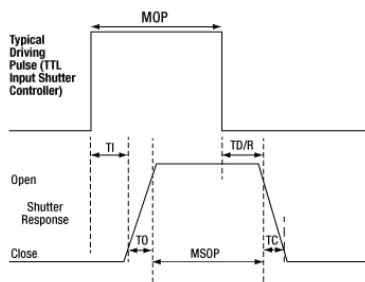 MOP
Typical
Driving
Pulse (TTL
Input Shutter
Controller)
TI
TD/R
Open
Shutter
Response
TO
TC
Close
MSOP